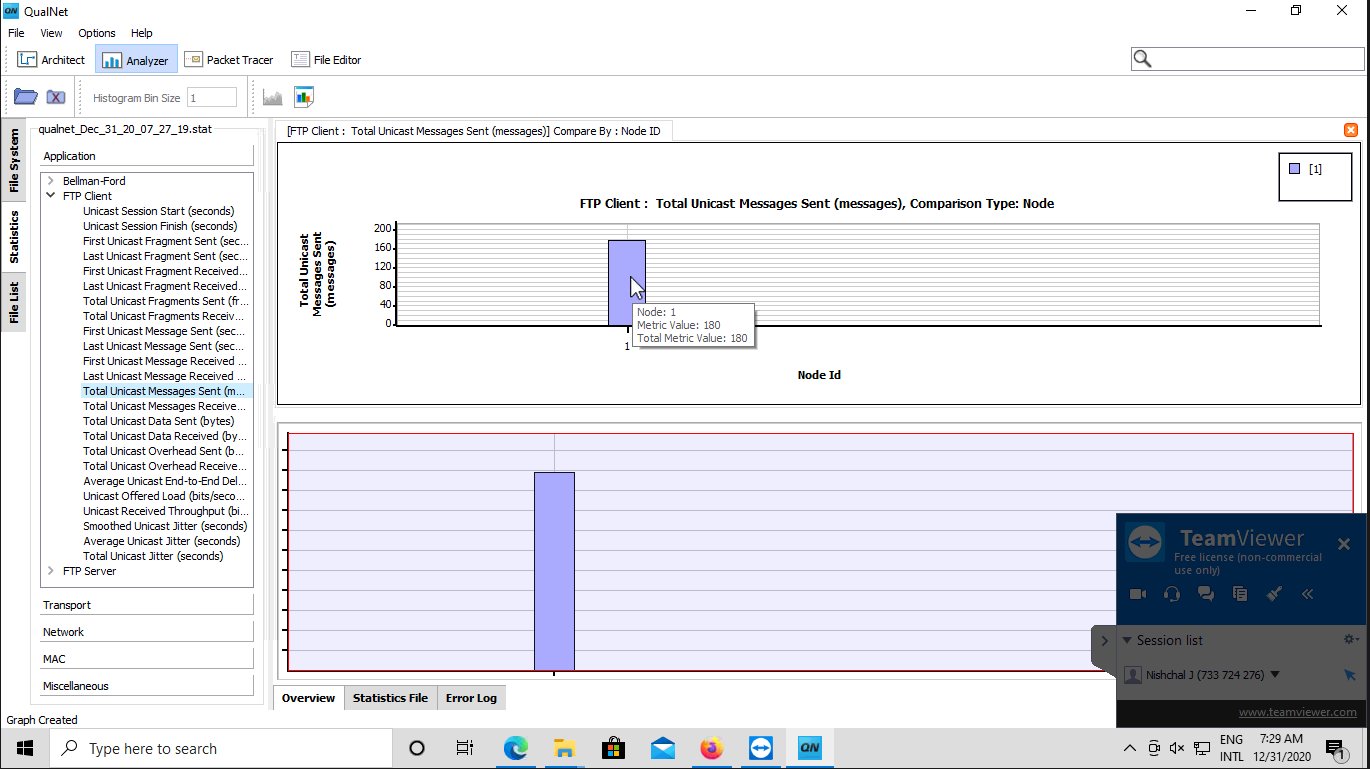 QN QualNet
File View Options Help
Architect Analyzer Packet Tracer File Editor
Histogram Bin Size 1
File System
Statistics
File List
qualnet_Dec_31_20_07_27_19.stat
Application
Bellman-Ford
FTP Client
Unicast Session Start (seconds)
Unicast Session Finish (seconds)
First Unicast Fragment Sent (sec...
Last Unicast Fragment Sent (sec...
First Unicast Fragment Received...
Last Unicast Fragment Received...
Total Unicast Fragments Sent (fr...
Total Unicast Fragments Receiv...
First Unicast Message Sent (sec...
Last Unicast Message Sent (sec...
First Unicast Message Received ...
Last Unicast Message Received ...
Total Unicast Messages Sent (m...
Total Unicast Messages Receive...
Total Unicast Data Sent (bytes)
Total Unicast Data Received (by...
Total Unicast Overhead Sent (b...
Total Unicast Overhead Receive...
Average Unicast End-to-End Del...
Unicast Offered Load (bits/seco...
Unicast Received Throughput (bi...
Smoothed Unicast Jitter (seconds)
Average Unicast Jitter (seconds)
Total Unicast Jitter (seconds)
FTP Server
Transport
Network
MAC
Miscellaneous
Graph Created
[FTP Client : Total Unicast Messages Sent (messages)] Compare By : Node ID
[1]
FTP Client : Total Unicast Messages Sent (messages), Comparison Type: Node
Total Unicast
Messages Sent
(messages)
200
160
120
80
40
0
1
Node: 1
Metric Value: 180
Total Metric Value: 180
Node Id
Overview Statistics File Error Log
TeamViewer
Free license (non-commercial
use only)
Session list
Nishchal J (733 724 276)
www.teamviewer.com
Type here to search
QN
ENG
INTL
7:29 AM
12/31/2020
1